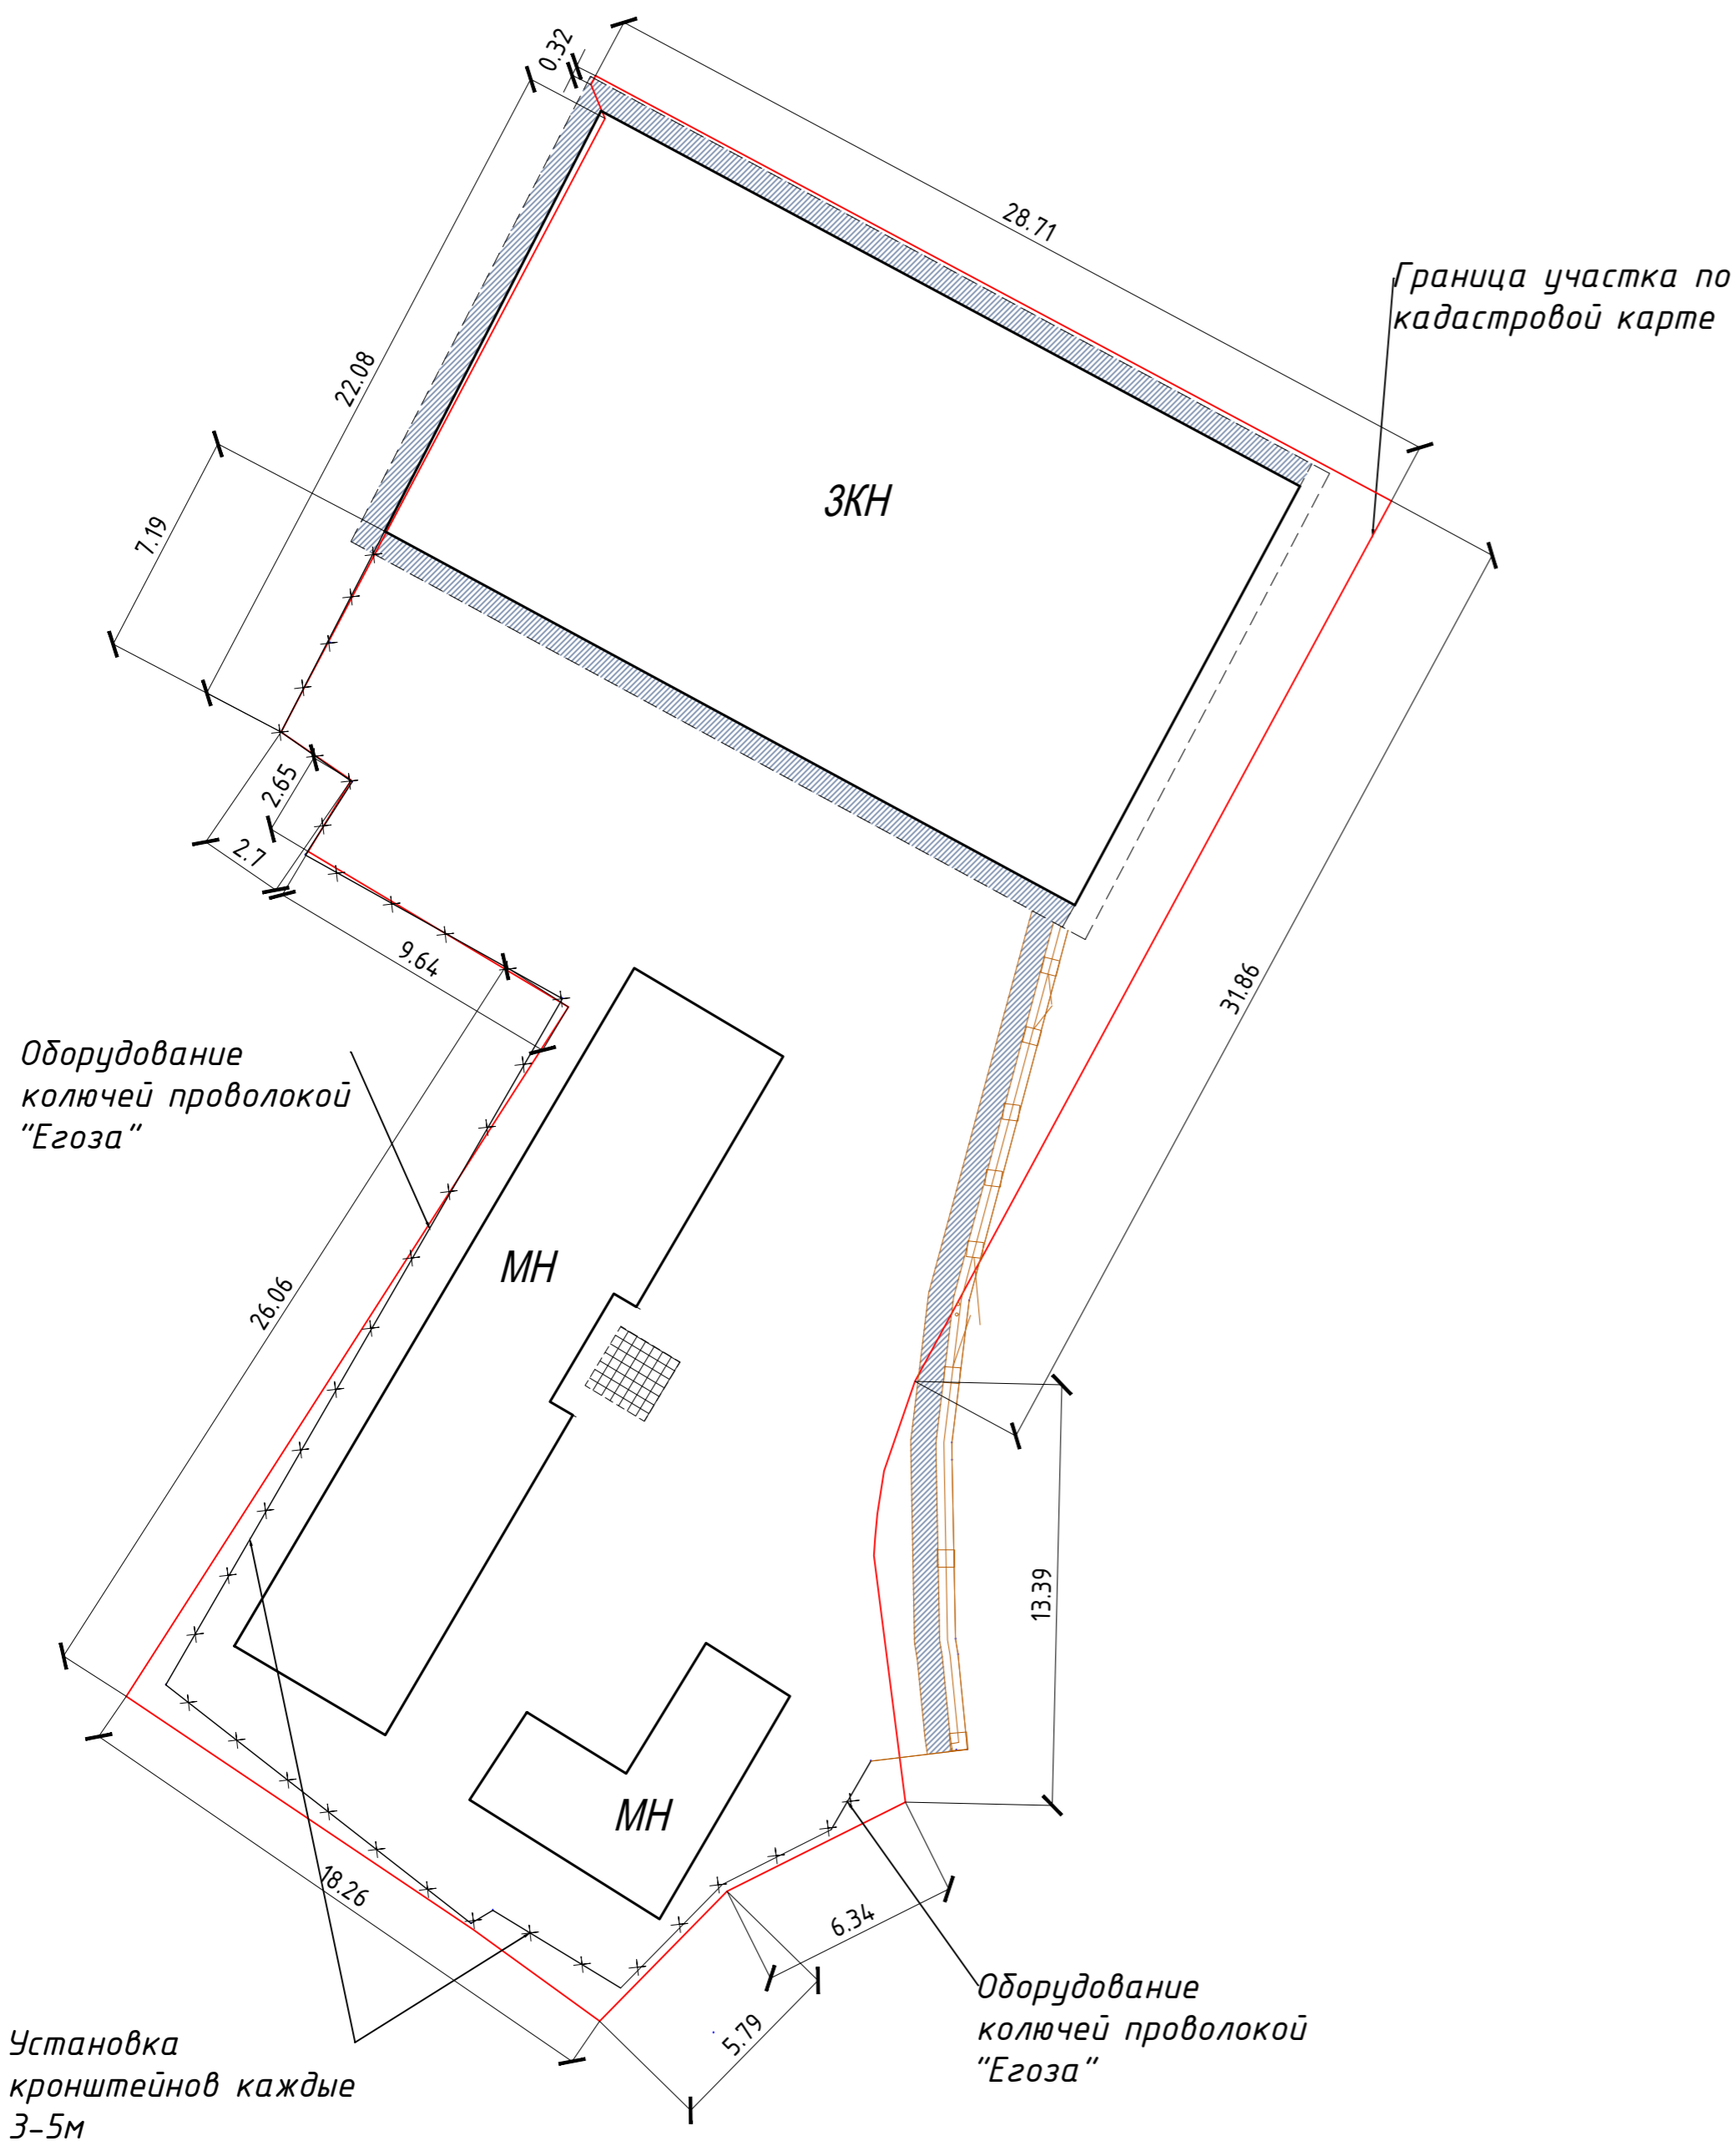 0.32
28.71
Граница участка по
кадастровой карте
22.08
3КН
7.19
2.65
2.7
9.64
31.86
Оборудование
колючей проволокой
"Егоза"
МН
26.06
13.39
МН
18.26
6.34
5.79
Оборудование
колючей проволокой
"Егоза"
Установка
кронштейнов каждые
3-5м